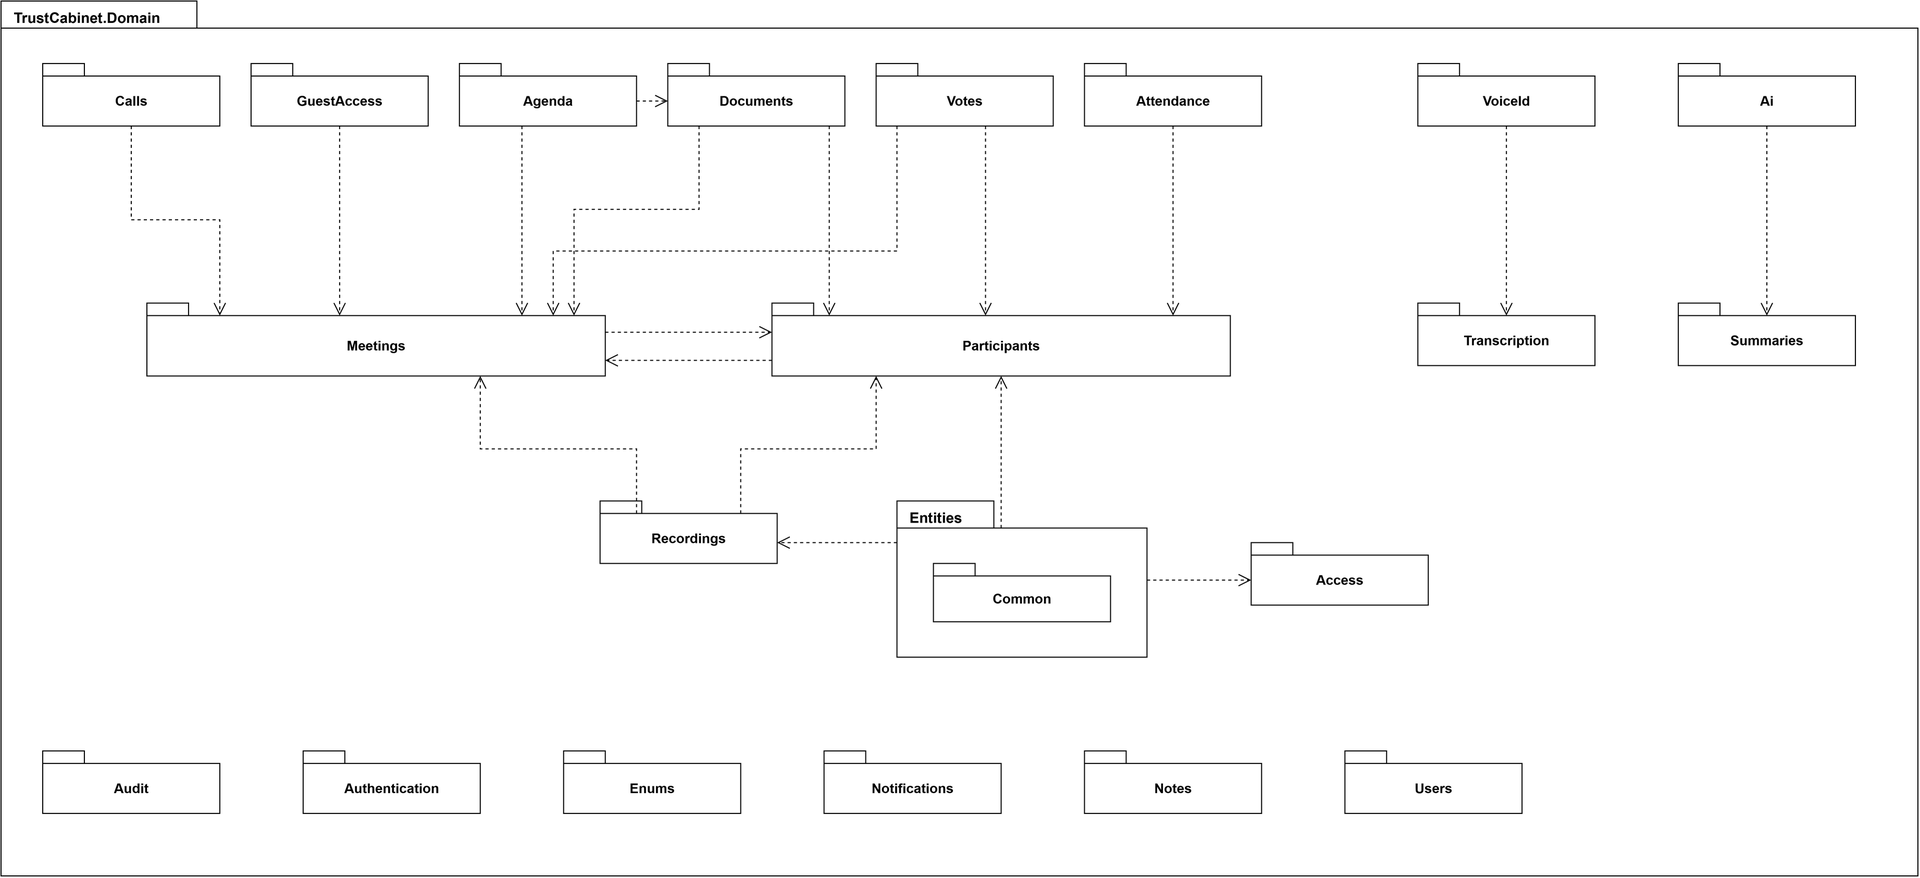 TrustCabinet.Domain
Calls
GuestAccess
Agenda
Documents
Votes
Attendance
VoiceId
Ai
Meetings
Participants
Transcription
Summaries
Recordings
Entities
Common
Access
Audit
Authentication
Enums
Notifications
Notes
Users